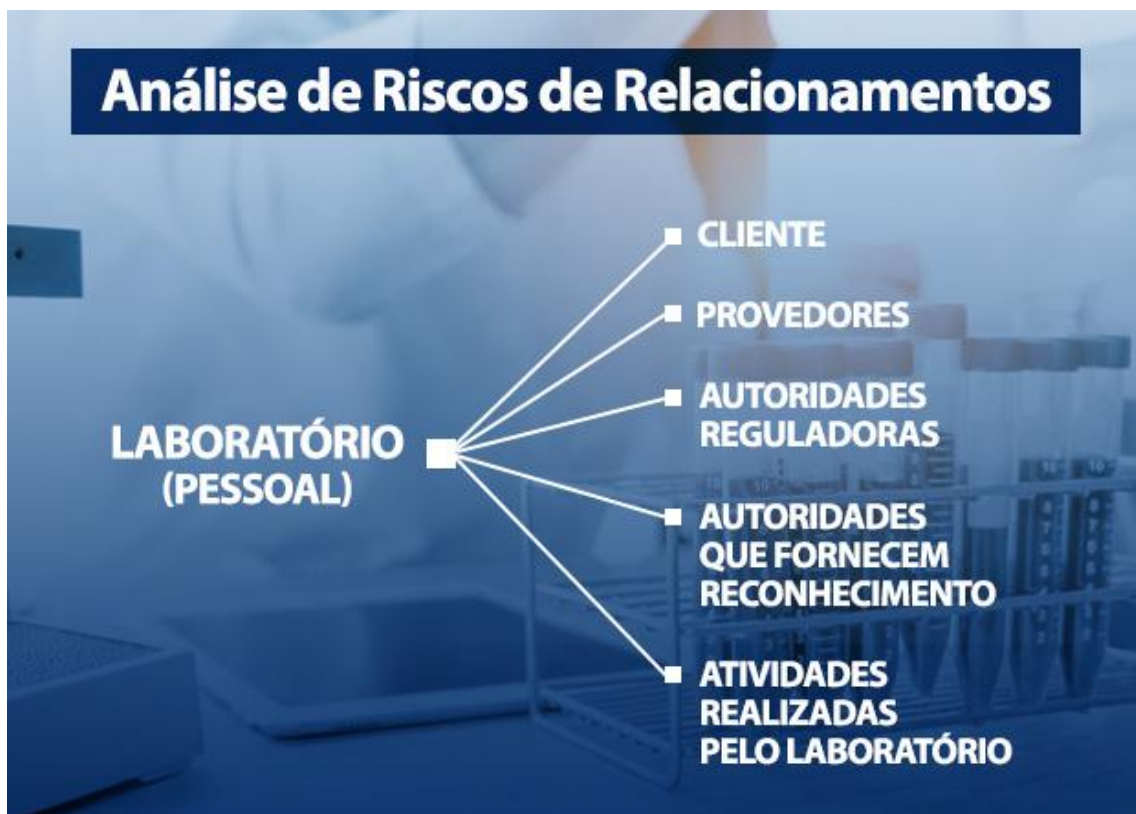 Análise de Riscos de Relacionamentos
CLIENTE
PROVEDORES
AUTORIDADES
REGULADORAS
LABORATÓRIO
(PESSOAL)
AUTORIDADES
QUE FORNECEM
RECONHECIMENTO
ATIVIDADES
REALIZADAS
PELO LABORATÓRIO